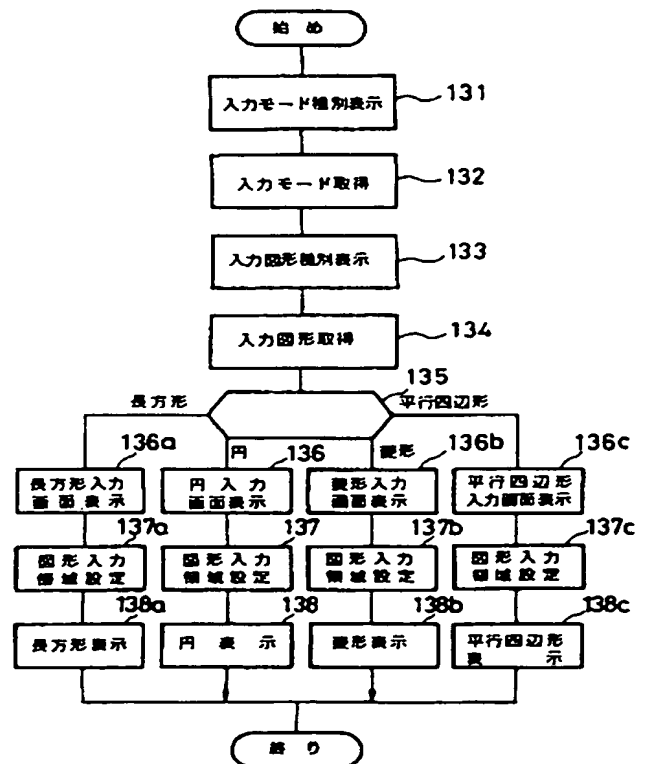 始め
入力モード種別表示
131
入力モード取得
132
入力図形種別表示
133
入力図形取得
134
135
長方形
平行四辺形
円
菱形
136a
136
136b
136c
長方形入力
画面表示
円入力
画面表示
菱形入力
画面表示
平行四辺形
入力画面表示
137a
137
137b
137c
図形入力
領域設定
図形入力
領域設定
図形入力
領域設定
図形入力
領域設定
138a
138
138b
138c
長方形表示
円表示
菱形表示
平行四辺形
表示
終り